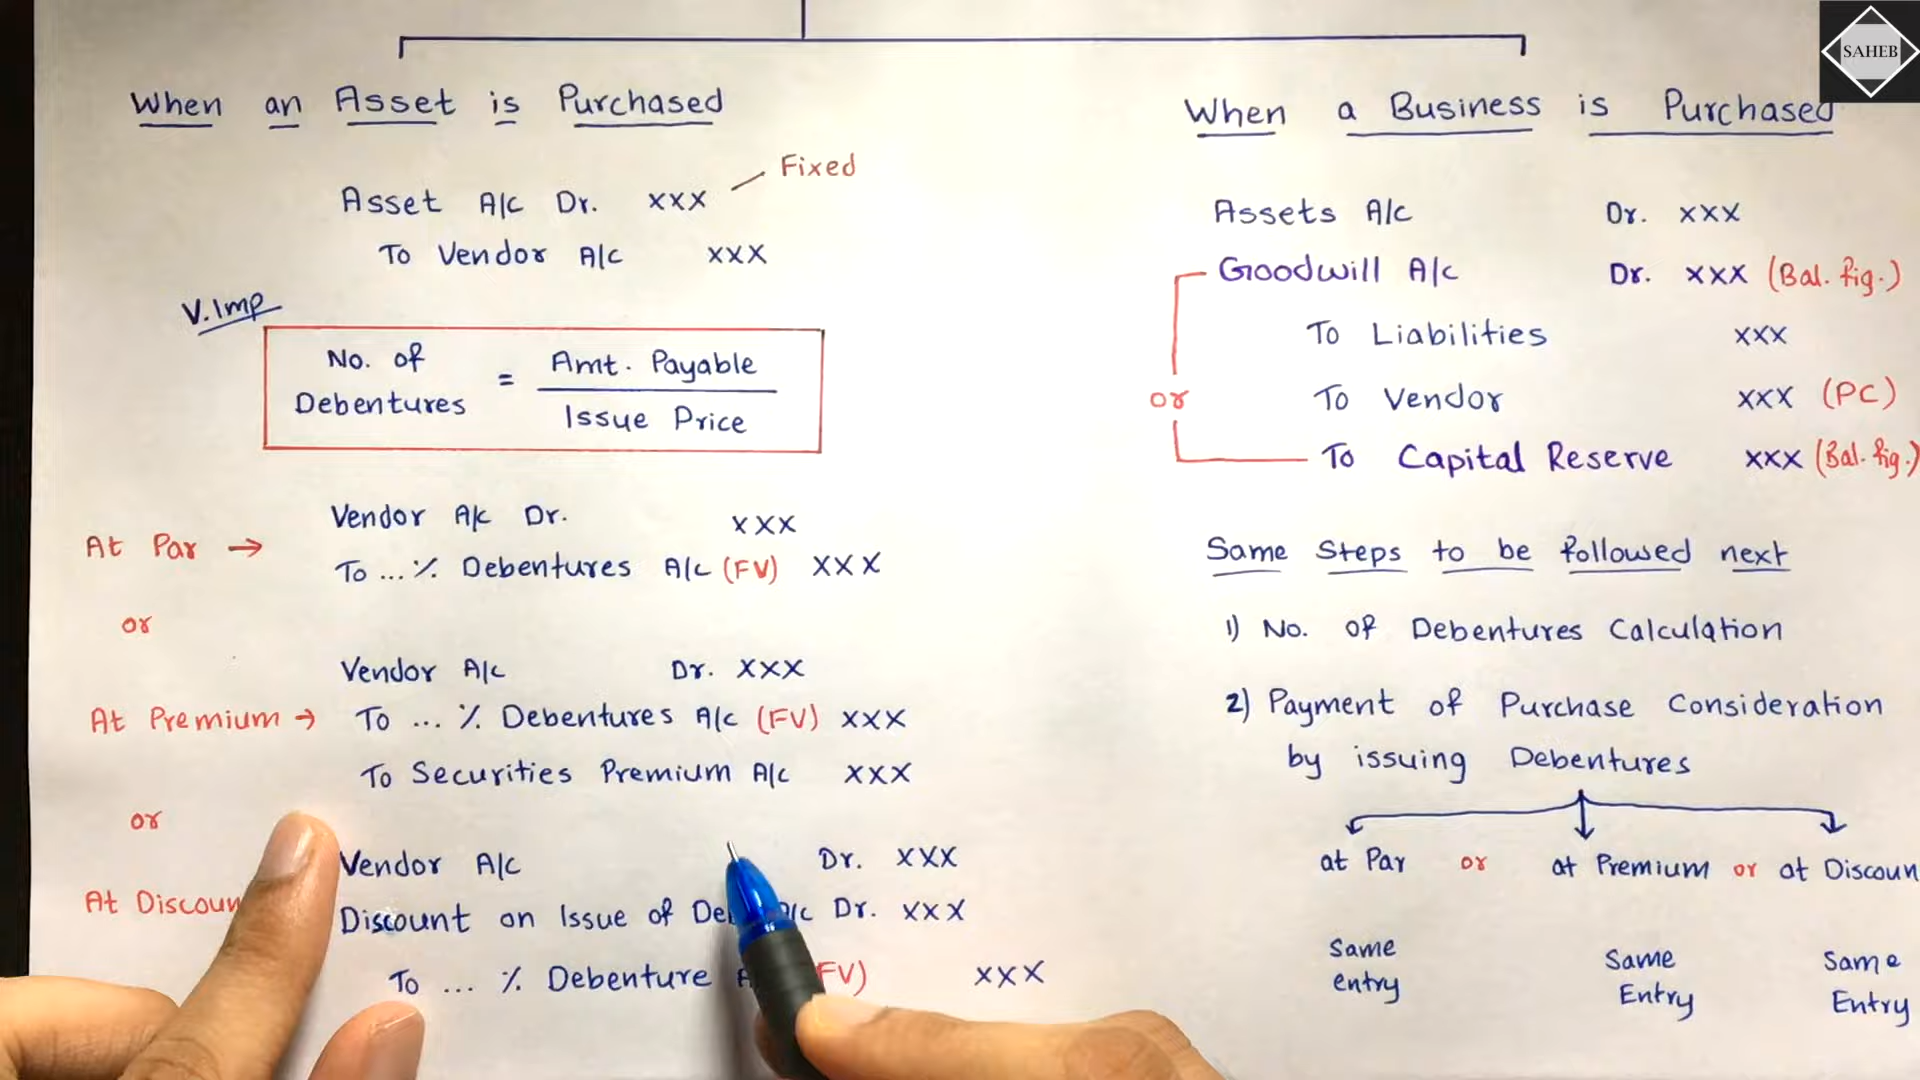 SAHEB
When an Asset is Purchased
Fixed
Asset A/c Dr. xxx
To Vendor A/c xxx
V.Imp
No. of Debentures = Amt. Payable
Issue Price
At Par →
Vendor A/c Dr. xxx
To ...% Debentures A/c (FV) xxx
or
At Premium →
Vendor A/c Dr. xxx
To ... % Debentures A/c (FV) xxx
To Securities Premium A/c xxx
or
At Discoun
Vendor A/c Dr. xxx
Discount on Issue of De A/c Dr. xxx
To ... % Debenture FV) xxx
When a Business is Purchased
Assets A/c Dr. xxx
Goodwill A/c Dr. xxx (Bal. fig.)
To Liabilities xxx
or
To Vendor xxx (PC)
To Capital Reserve xxx (Bal. fig.)
Same Steps to be followed next
1) No. of Debentures Calculation
2) Payment of Purchase Consideration
by issuing Debentures
at Par or at Premium or at Discoun
Same entry
Same Entry
Same Entry